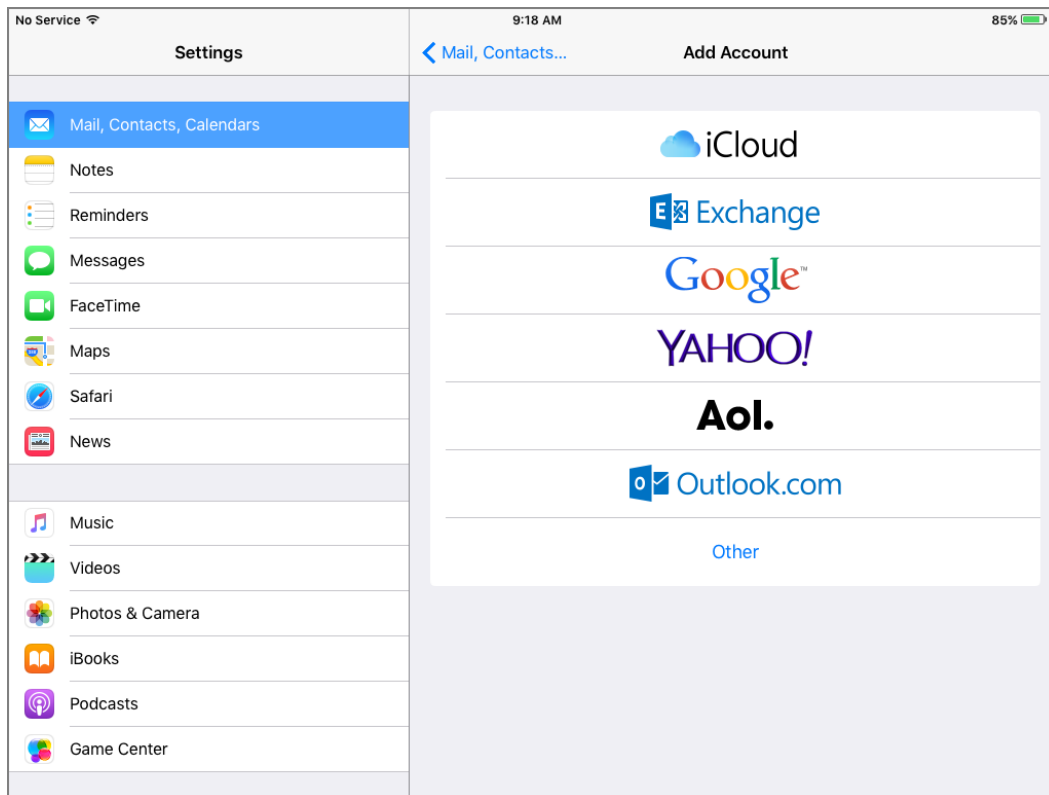 No Service 9:18 AM 85%
Settings
Mail, Contacts...
Add Account
Mail, Contacts, Calendars
Notes
Reminders
Messages
FaceTime
Maps
Safari
News
Music
Videos
Photos & Camera
iBooks
Podcasts
Game Center
iCloud
E Exchange
Google™
YAHOO!
Aol.
o Outlook.com
Other